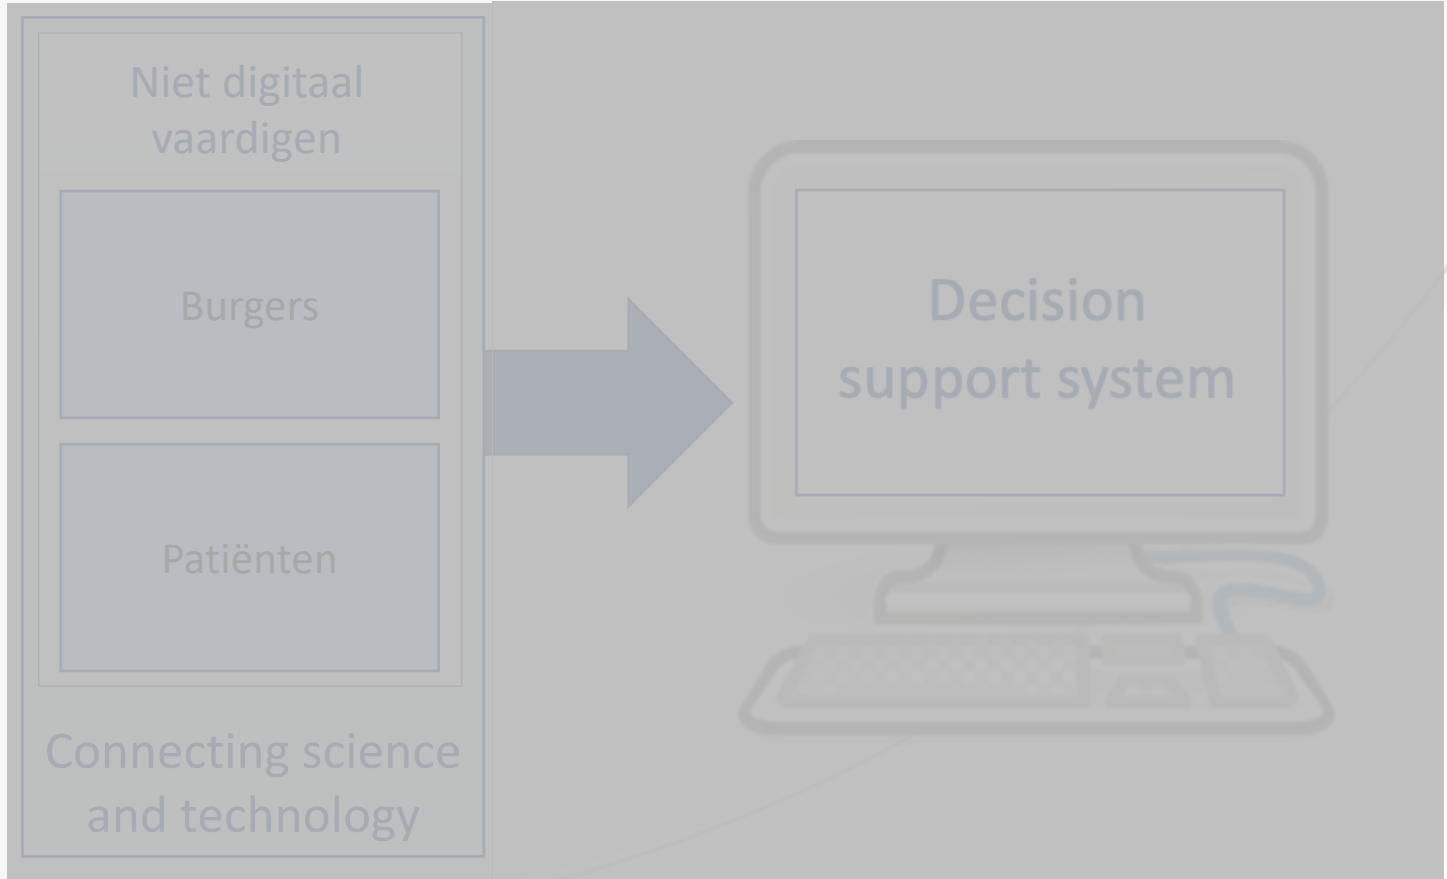 Niet digitaal
vaardigen
Burgers
Patiënten
Connecting science
and technology
Decision
support system